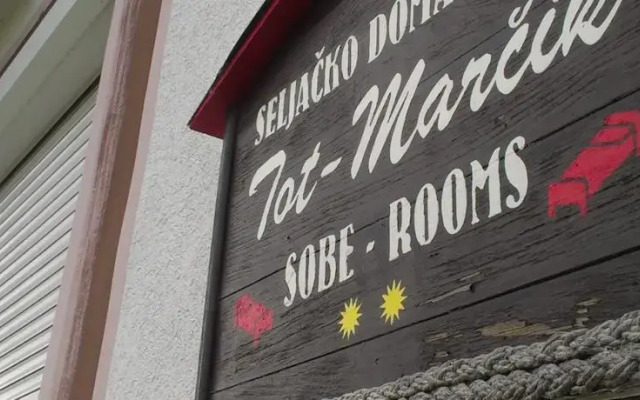 SELJAČKO
Tot-Marčik
SOBE - ROOMS